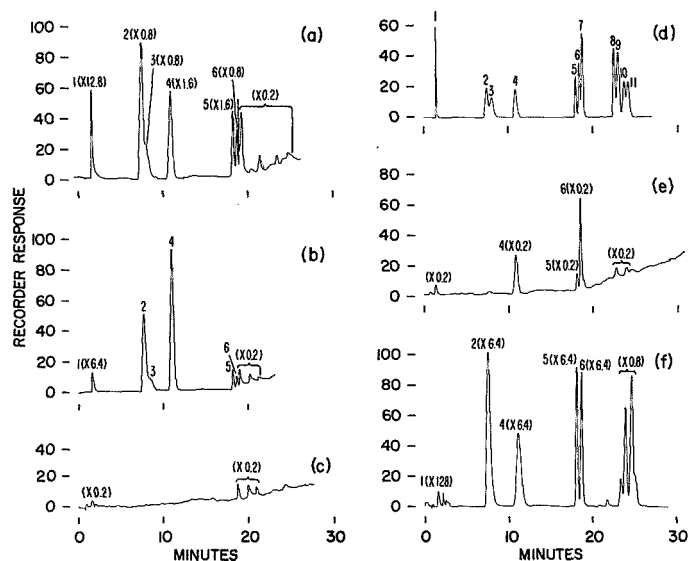 RECORDER RESPONSE
100
80
60
40
20
0
(a)
1(X12.8)
2(X0.8)
3(X0.8)
4(X1.6)
5(X1.6)
6(X0.8)
(X0.2)
100
80
60
40
20
0
(b)
1(X6.4)
2
3
4
5
6
(X0.2)
40
20
0
(c)
(X0.2)
(X0.2)
0 10 20 30
MINUTES
60
40
20
0
(d)
1
2
3
4
5
6
7
8
9
10
11
0 10 20 30
80
60
40
20
0
(e)
(X0.2)
4(X0.2)
5(X0.2)
6(X0.2)
(X0.2)
100
80
60
40
20
0
(f)
1(X128)
2(X6.4)
4(X6.4)
5(X6.4)
6(X6.4)
(X0.8)
0 10 20 30
MINUTES